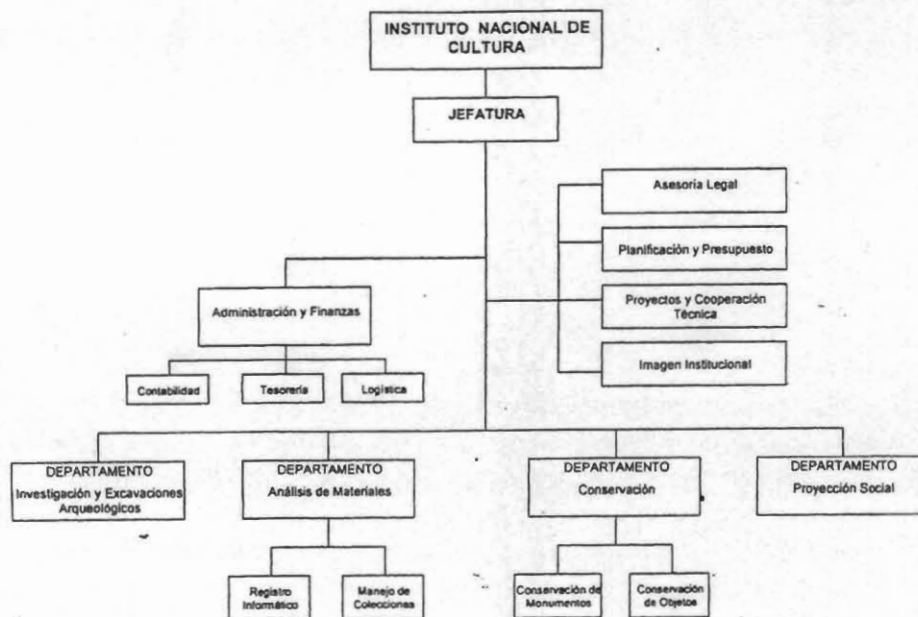 INSTITUTO NACIONAL DE
CULTURA
JEFATURA
Asesoría Legal
Planificación y Presupuesto
Proyectos y Cooperación
Técnica
Imagen Institucional
Administración y Finanzas
Contabilidad
Tesorería
Logística
DEPARTAMENTO
Investigación y Excavaciones
Arqueológicos
DEPARTAMENTO
Análisis de Materiales
DEPARTAMENTO
Conservación
DEPARTAMENTO
Proyección Social
Registro
Informático
Manejo de
Colecciones
Conservación de
Monumentos
Conservación
de Objetos